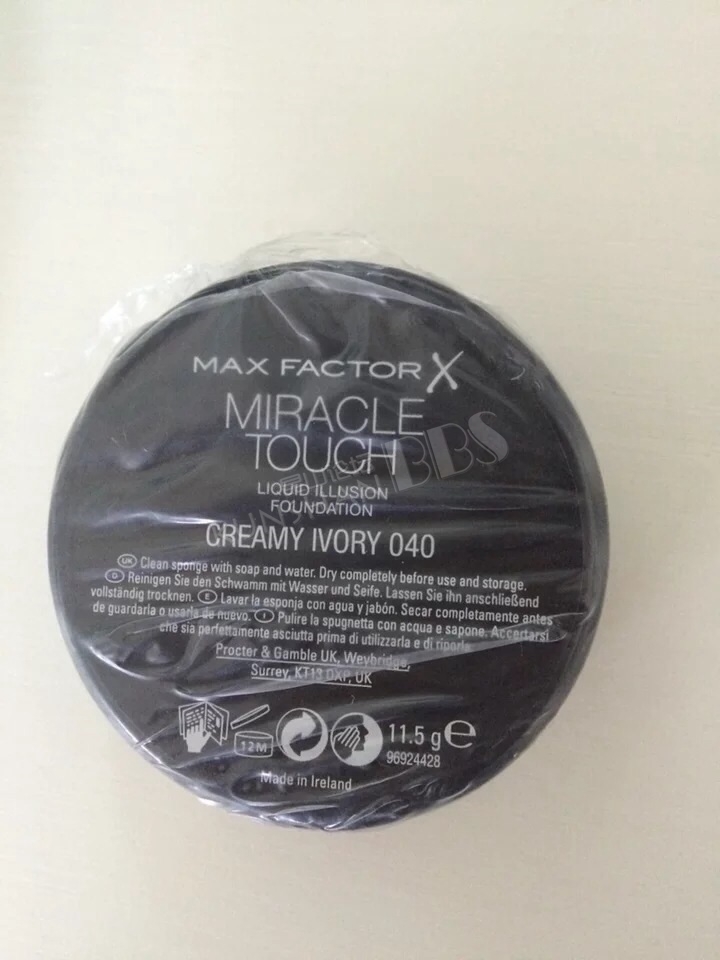 MAX FACTOR X
MIRACLE
TOUCH
LIQUID ILLUSION
FOUNDATION
CREAMY IVORY 040
UK Clean sponge with soap and water. Dry completely before use and storage.
D Reinigen Sie den Schwamm mit Wasser und Seife. Lassen Sie ihn anschließend
vollständig trocknen. E Lavar la esponja con agua y jabón. Secar completamente antes
de guardarla o usarla de nuevo. I Pulire la spugnetta con acqua e sapone. Accertarsi
che sia perfettamente asciutta prima di utilizzarla e di riporla.
Procter & Gamble UK, Weybridge,
Surrey, KT13 0XP, UK
12M
11.5 g e
96924428
Made in Ireland
BBS